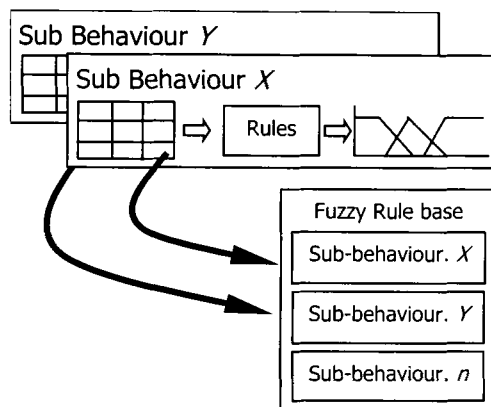 Sub Behaviour Y
Sub Behaviour X
Rules
Fuzzy Rule base
Sub-behaviour. X
Sub-behaviour. Y
Sub-behaviour. n